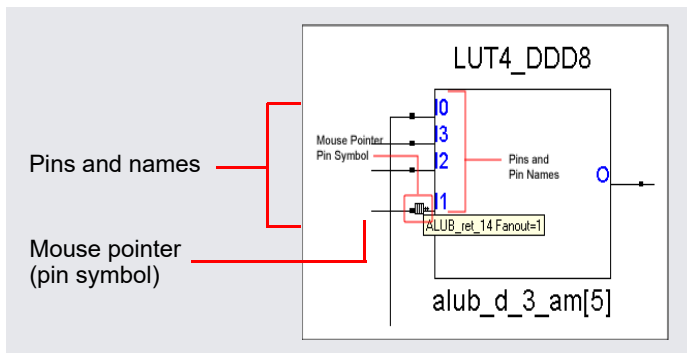 LUT4_DDD8
I0
I3
I2
I1
Mouse Pointer
Pin Symbol
Pins and
Pin Names
O
ALUB_ret_14 Fanout=1
alub_d_3_am[5]
Pins and names
Mouse pointer
(pin symbol)